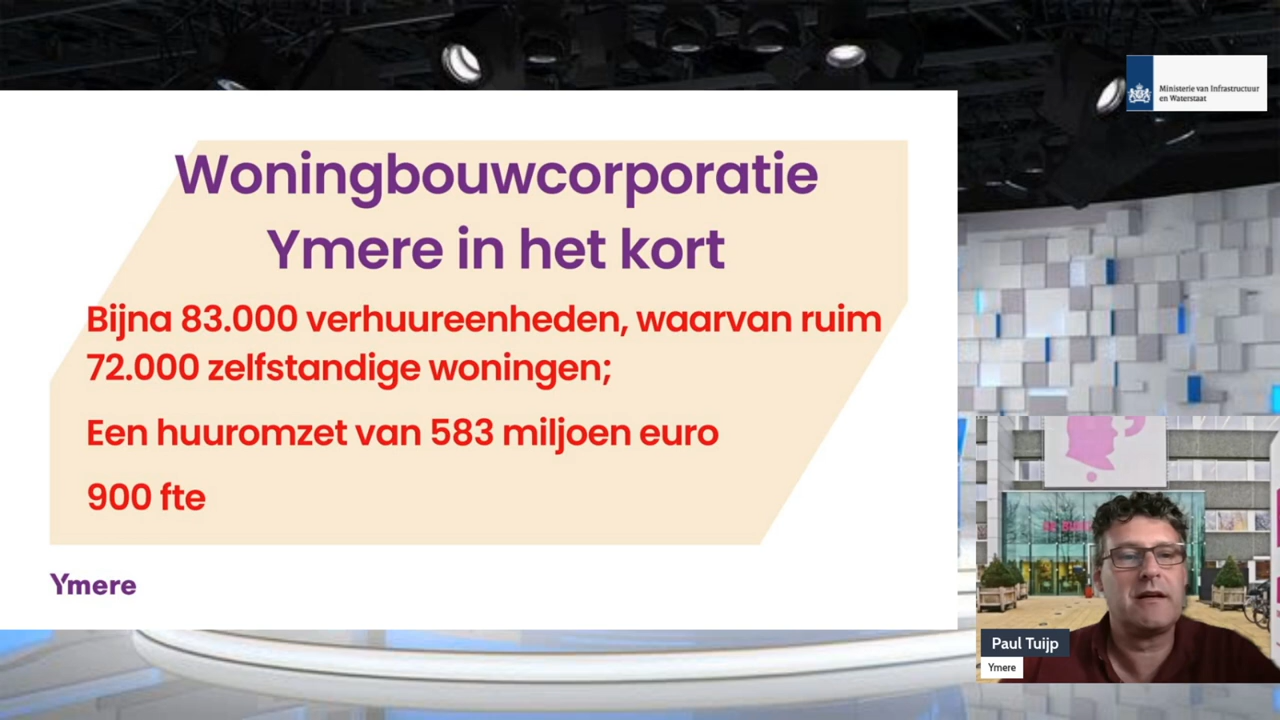 Ministerie van Infrastructuur
en Waterstaat
Woningbouwcorporatie
Ymere in het kort
Bijna 83.000 verhuureenheden, waarvan ruim
72.000 zelfstandige woningen;
Een huuromzet van 583 miljoen euro
900 fte
Ymere
Paul Tuijp
Ymere